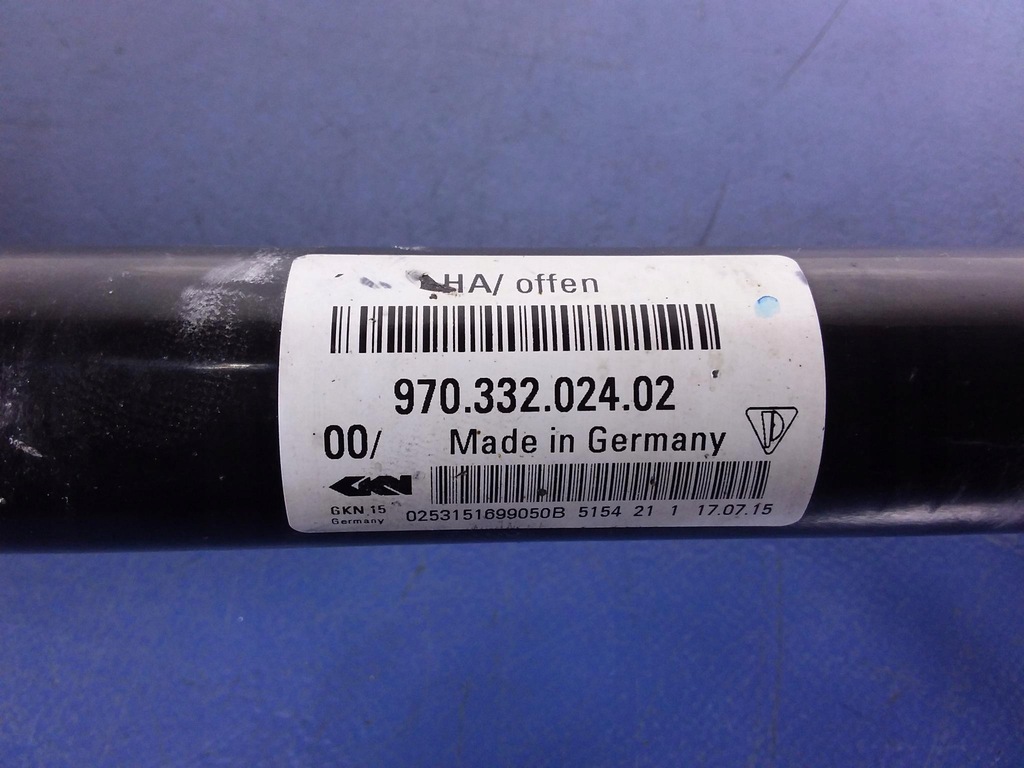 HA/ offen
970.332.024.02
00/ Made in Germany
GKN
GKN 15
Germany
0253151699050B 5154 21 1 17.07.15